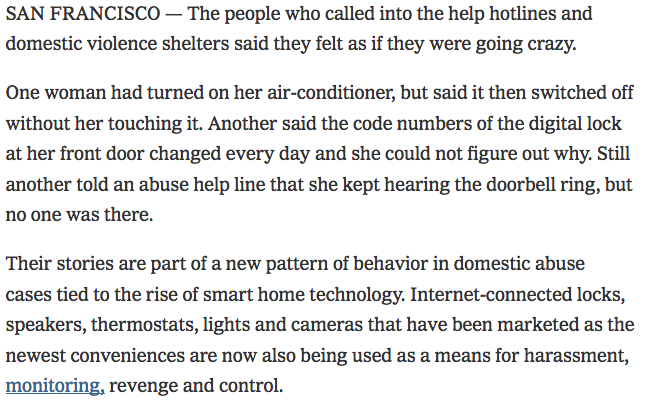 SAN FRANCISCO — The people who called into the help hotlines and
domestic violence shelters said they felt as if they were going crazy.
One woman had turned on her air-conditioner, but said it then switched off
without her touching it. Another said the code numbers of the digital lock
at her front door changed every day and she could not figure out why. Still
another told an abuse help line that she kept hearing the doorbell ring, but
no one was there.
Their stories are part of a new pattern of behavior in domestic abuse
cases tied to the rise of smart home technology. Internet-connected locks,
speakers, thermostats, lights and cameras that have been marketed as the
newest conveniences are now also being used as a means for harassment,
monitoring, revenge and control.